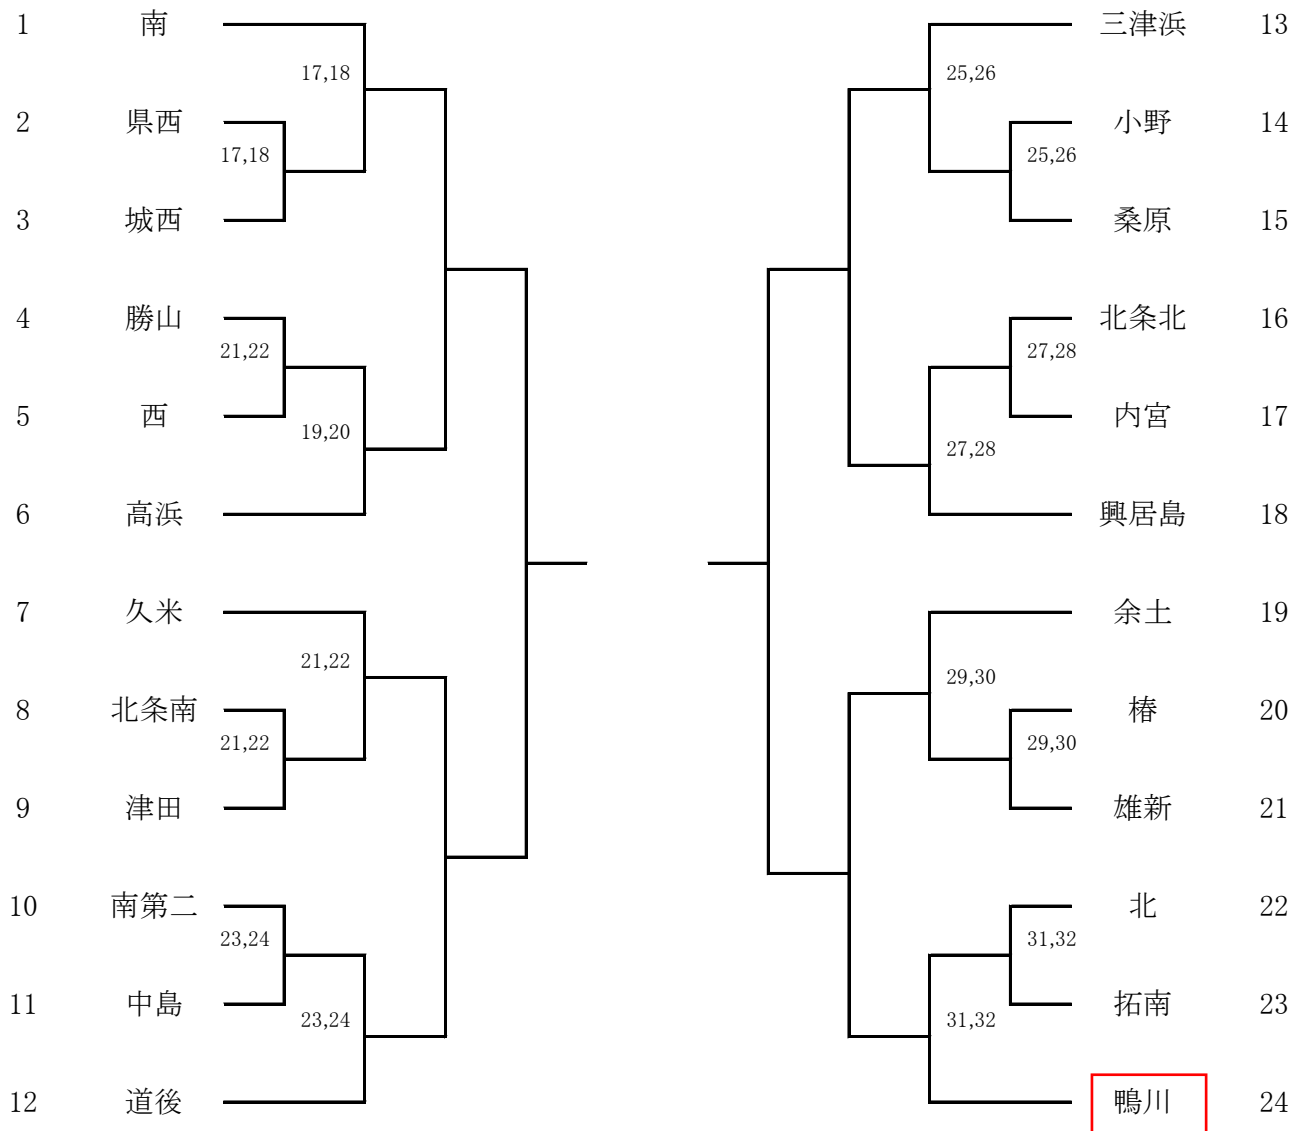 1 南 三津浜 13
17,18 25,26
2 県西 小野 14
17,18 25,26
3 城西 桑原 15
4 勝山 北条北 16
21,22 27,28
5 西 内宮 17
19,20 27,28
6 高浜 興居島 18
7 久米 余土 19
21,22 29,30
8 北条南 椿 20
21,22 29,30
9 津田 雄新 21
10 南第二 北 22
23,24 31,32
11 中島 拓南 23
23,24 31,32
12 道後 鴨川 24